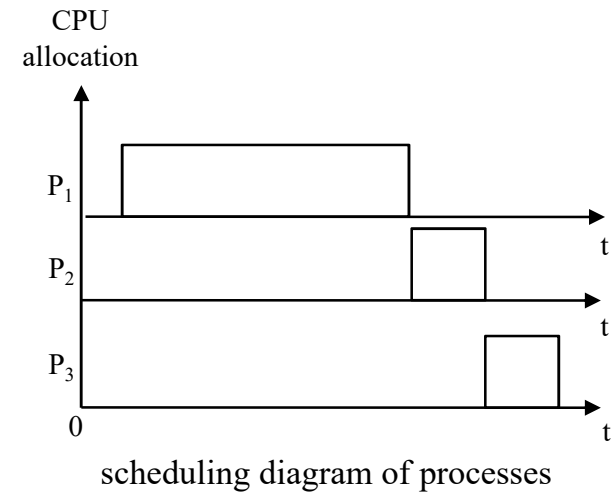 CPU
allocation
P₁
t
P₂
t
P₃
0
t
scheduling diagram of processes